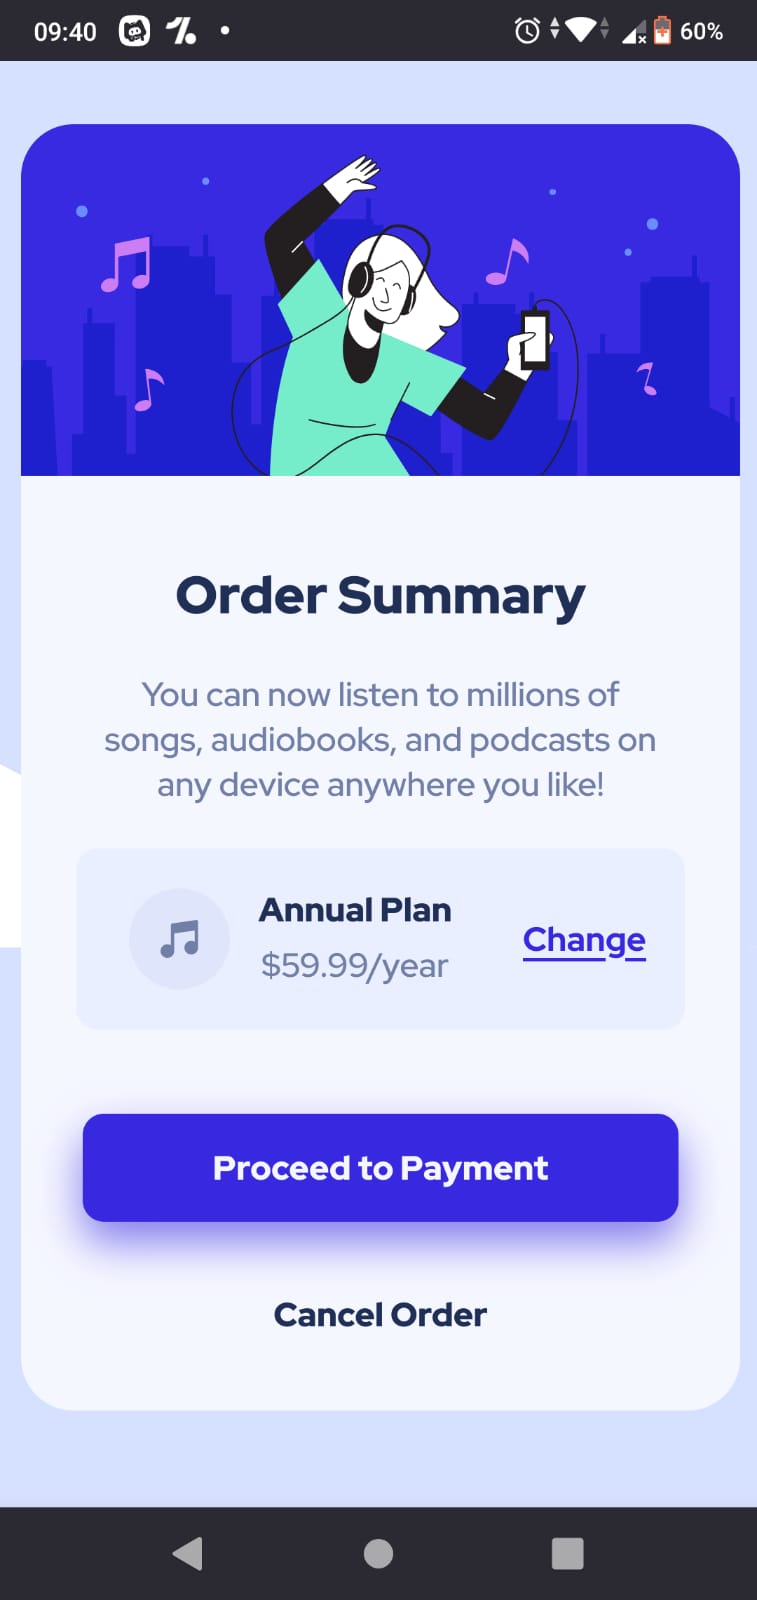 09:40
60%
Order Summary
You can now listen to millions of
songs, audiobooks, and podcasts on
any device anywhere you like!
Annual Plan
$59.99/year
Change
Proceed to Payment
Cancel Order